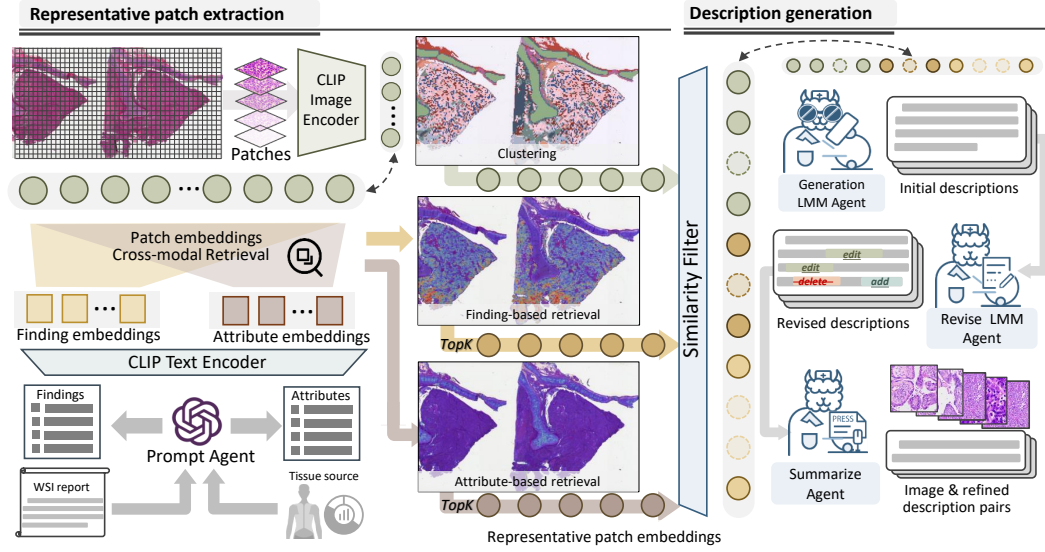 Representative patch extraction
Description generation
CLIP
Image
Encoder
Patches
Clustering
Patch embeddings
Cross-modal Retrieval
Finding embeddings
Attribute embeddings
CLIP Text Encoder
Findings
Attributes
Prompt Agent
WSI report
Tissue source
Finding-based retrieval
TopK
Attribute-based retrieval
TopK
Representative patch embeddings
Similarity Filter
Generation
LMM Agent
Initial descriptions
edit
edit
delete
add
Revised descriptions
Revise LMM
Agent
PRESS
Summarize
Agent
Image & refined
description pairs